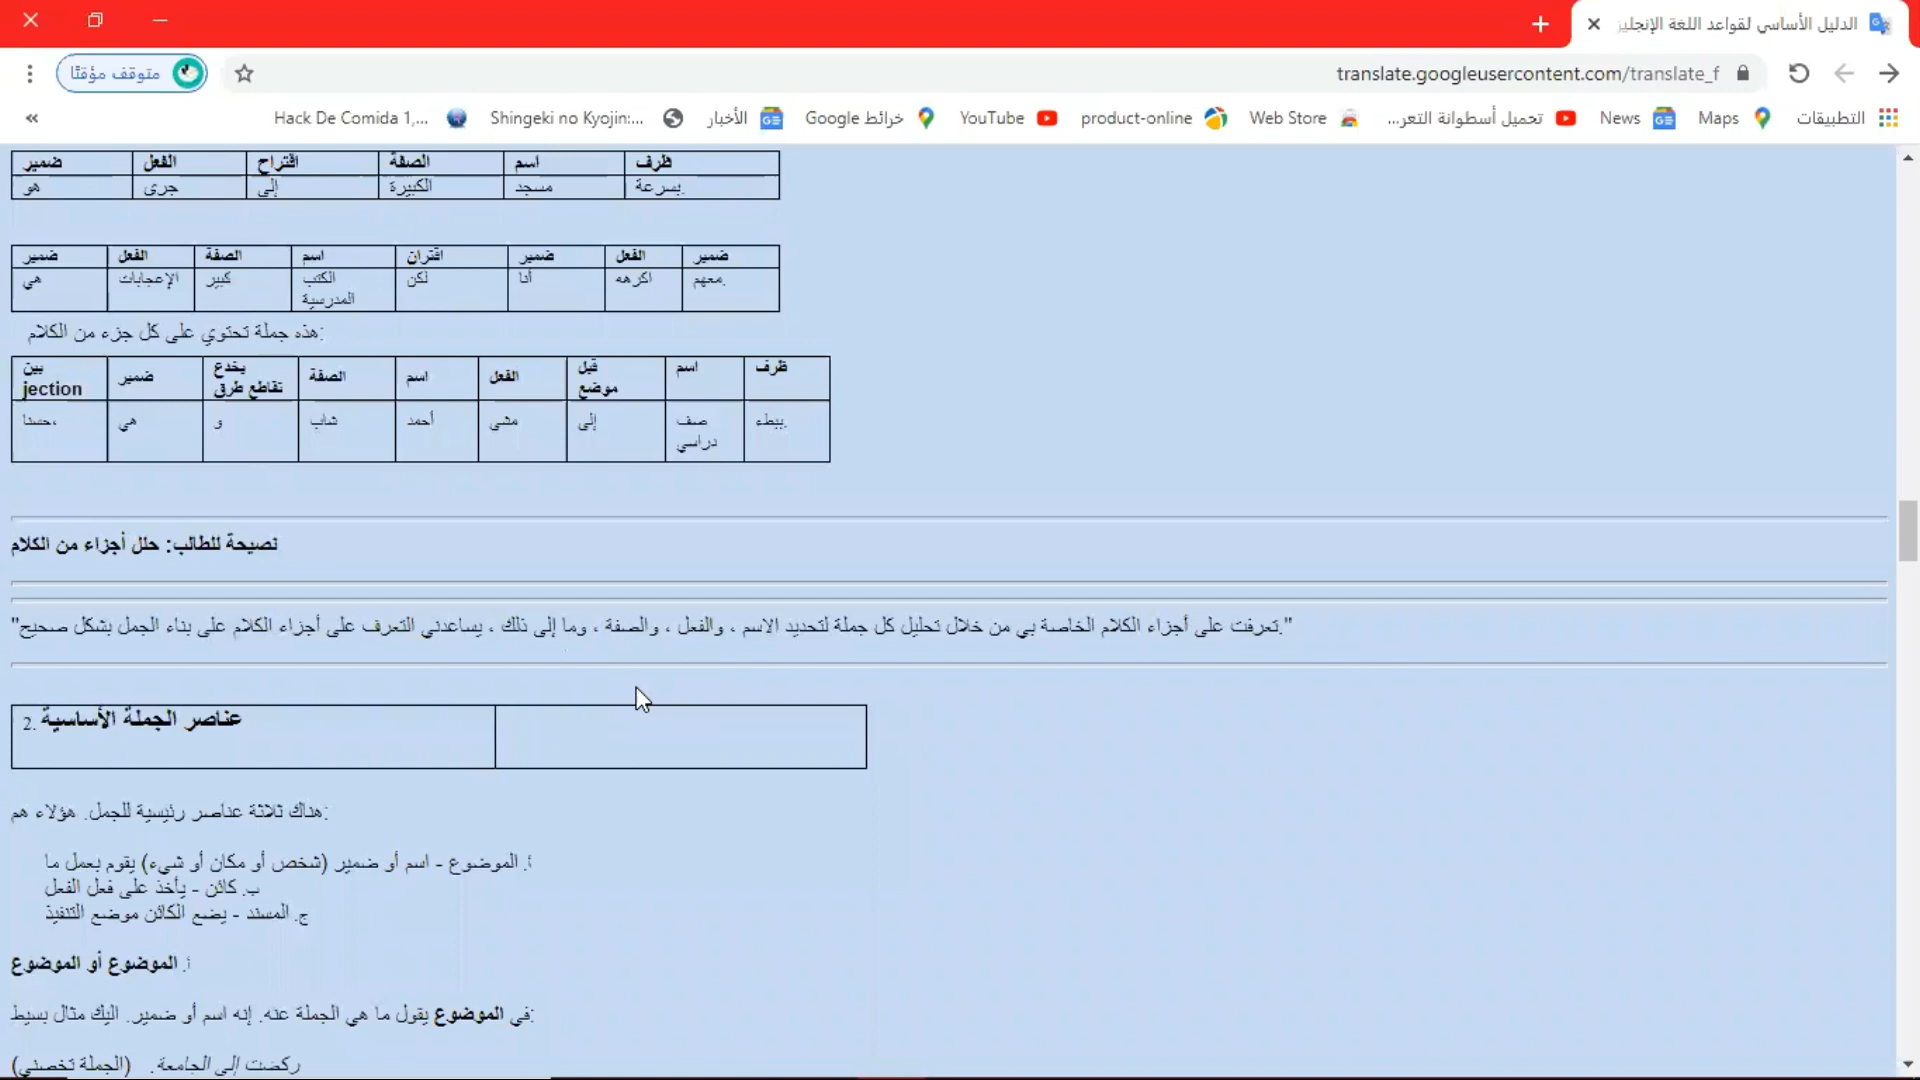 الدليل الأساسي لقواعد اللغة الإنجليز
translate.googleusercontent.com/translate_f
متوقف مؤقتًا
التطبيقات
Maps
News
تحميل أسطوانة التعر...
Web Store
product-online
YouTube
خرائط Google
الأخبار
Shingeki no Kyojin:...
Hack De Comida 1,...
ضمير الفعل اقتراح الصفة اسم ظرف
هو جرى إلى الكبيرة مسجد بسرعة.
ضمير الفعل الصفة اسم اقتران ضمير الفعل ضمير
هي الإعجابات كبير الكتب لكن أنا اكرهه معهم.
المدرسية
هذه جملة تحتوي على كل جزء من الكلام:
بين ضمير يخدع الصفة اسم الفعل قبل اسم ظرف
jection تقاطع طرق موضع
حسنا، هي و شاب أحمد مشى إلى صف ببطء.
دراسي
نصيحة للطالب: حلل أجزاء من الكلام
"تعرفت على أجزاء الكلام الخاصة بي من خلال تحليل كل جملة لتحديد الاسم ، والفعل ، والصفة ، وما إلى ذلك ، يساعدني التعرف على أجزاء الكلام على بناء الجمل بشكل صحيح."
2. عناصر الجملة الأساسية
هناك ثلاثة عناصر رئيسية للجمل. هؤلاء هم:
أ. الموضوع - اسم أو ضمير (شخص أو مكان أو شيء) يقوم بعمل ما
ب. كائن - يأخذ على فعل الفعل
ج. المسند - يضع الكائن موضع التنفيذ
أ. الموضوع أو الموضوع
في الموضوع يقول ما هي الجملة عنه. إنه اسم أو ضمير. اليك مثال بسيط:
ركضت إلى الجامعة. (الجملة تخصني)